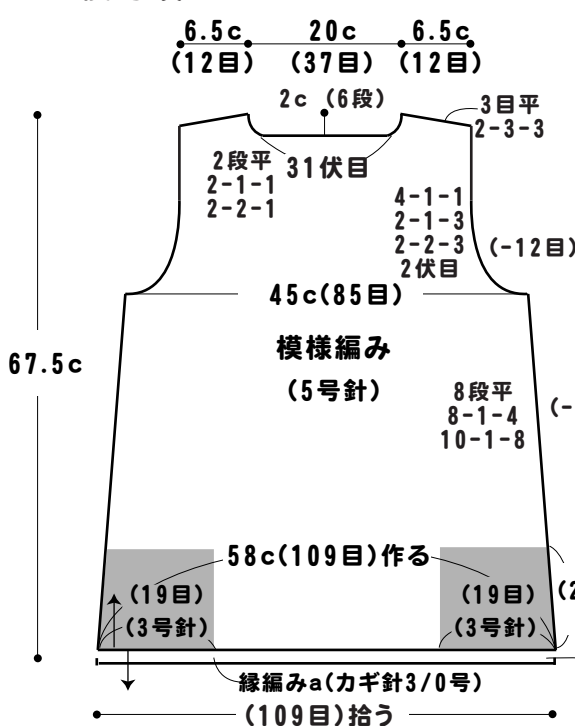 6.5c 20c 6.5c
(12目) (37目) (12目)
2c (6段)
3目平
2-3-3
31伏目
2段平
2-1-1
2-2-1
4-1-1
2-1-3
2-2-3
2伏目
(-12目)
45c(85目)
模様編み
(5号針)
67.5c
8段平
8-1-4
10-1-8
(-
58c(109目)作る
(19目) (19目)
(2
(3号針) (3号針)
縁編みa(カギ針3/0号)
(109目)拾う